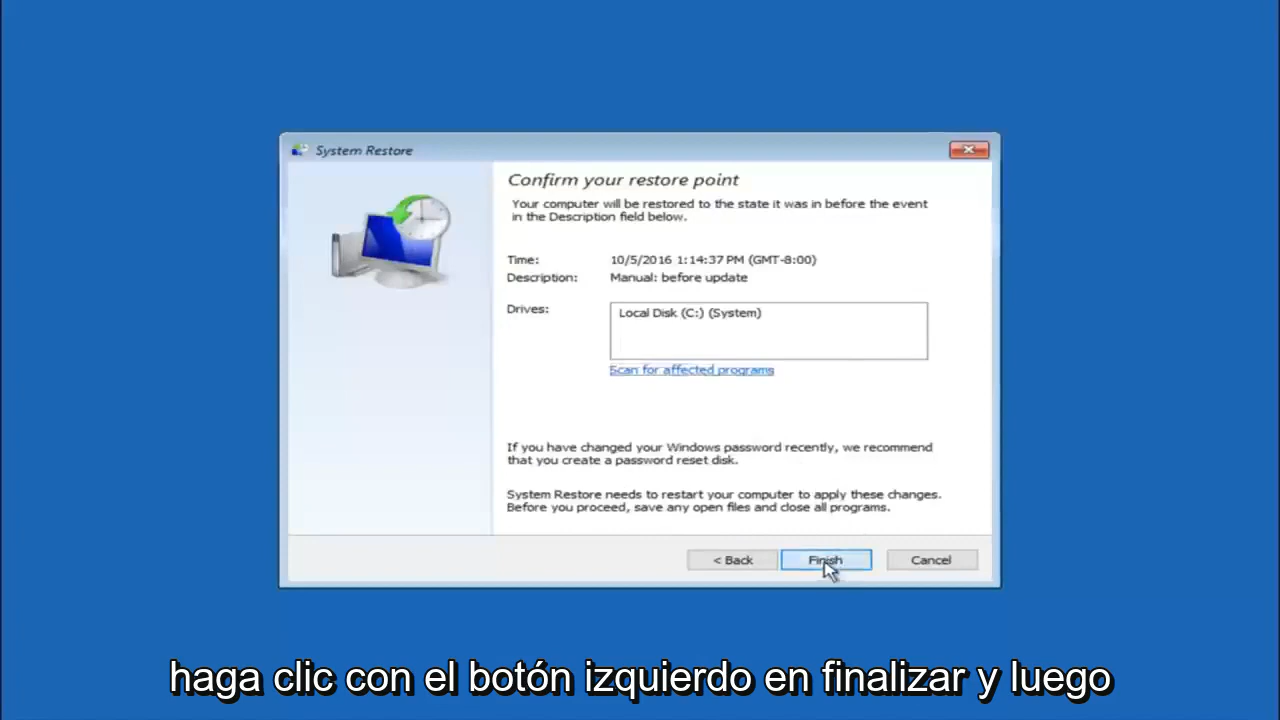 System Restore
Confirm your restore point
Your computer will be restored to the state it was in before the event
in the Description field below.
Time: 10/5/2016 1:14:37 PM (GMT-8:00)
Description: Manual: before update
Drives: Local Disk (C:) (System)
Scan for affected programs
If you have changed your Windows password recently, we recommend
that you create a password reset disk.
System Restore needs to restart your computer to apply these changes.
Before you proceed, save any open files and close all programs.
< Back Finish Cancel
haga clic con el botón izquierdo en finalizar y luego